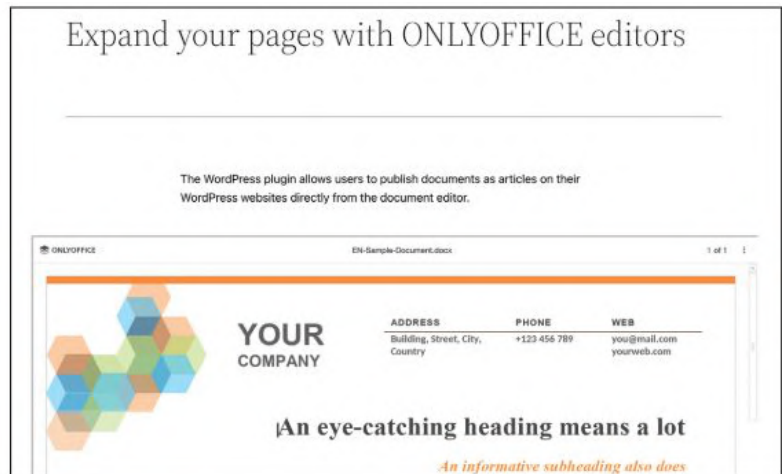 Expand your pages with ONLYOFFICE editors
The WordPress plugin allows users to publish documents as articles on their
WordPress websites directly from the document editor.
ONLYOFFICE
EN-Sample-Document.docx
1 of 1
YOUR
COMPANY
ADDRESS
Building, Street, City,
Country
PHONE
+123 456 789
WEB
you@mail.com
yourweb.com
An eye-catching heading means a lot
An informative subheading also does